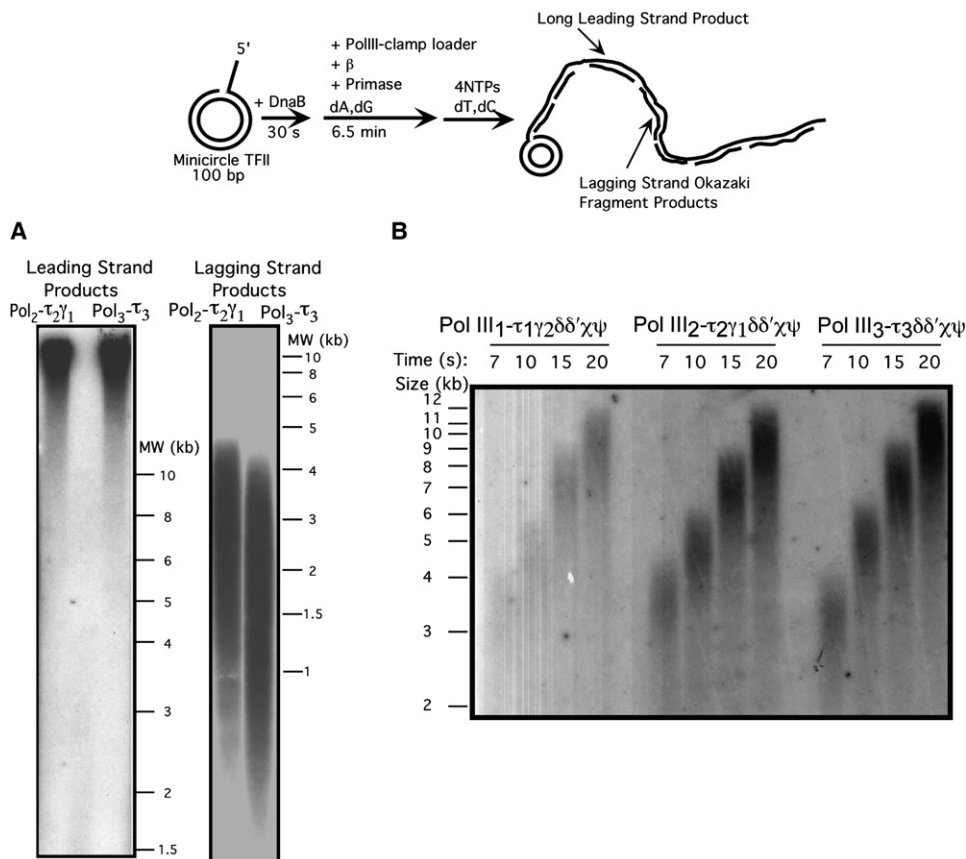 Long Leading Strand Product
5'
+ PolIII-clamp loader
+ β
+ Primase
+ DnaB
dA,dG
4NTPs
dT,dC
30 s
6.5 min
Minicircle TFII
100 bp
Lagging Strand Okazaki
Fragment Products
A
Leading Strand
Products
Pol₂-τ₂γ₁ Pol₃-τ₃
MW (kb)
10
8
6
5
4
3
2
1.5
Lagging Strand
Products
Pol₂-τ₂γ₁ Pol₃-τ₃
MW (kb)
10
8
6
5
4
3
2
1.5
1
B
Pol III₁-τ₁γ₂δδ′χψ Pol III₂-τ₂γ₁δδ′χψ Pol III₃-τ₃δδ′χψ
Time (s): 7 10 15 20 7 10 15 20 7 10 15 20
Size (kb)
12
11
10
9
8
7
6
5
4
3
2